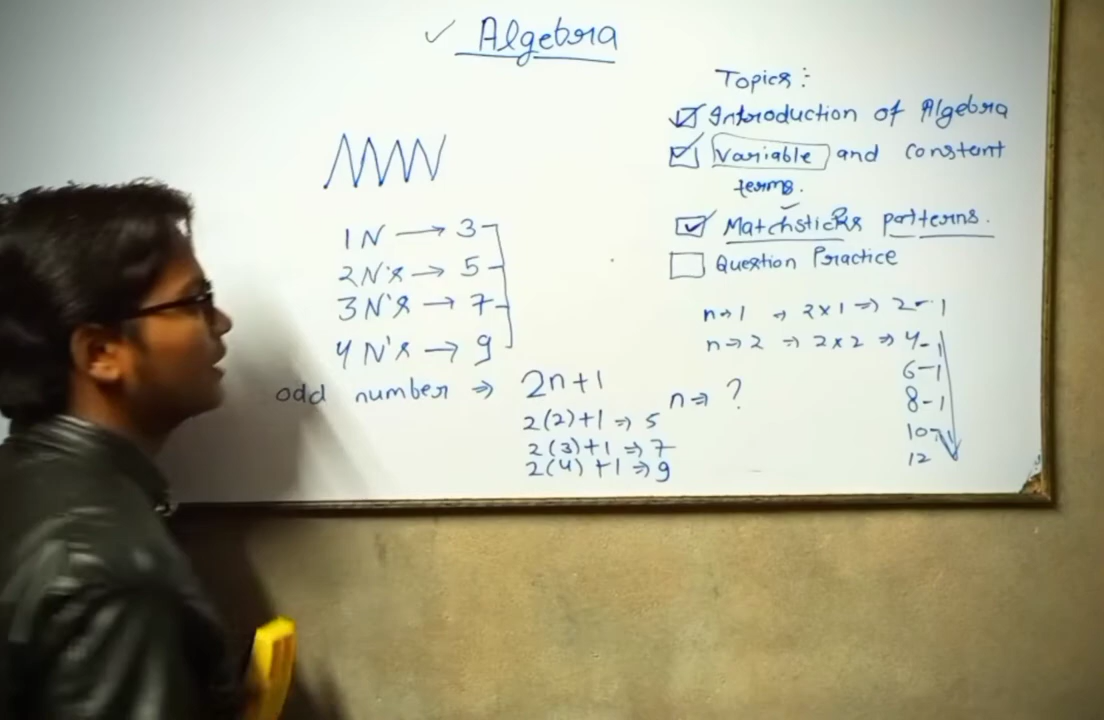 ✓ Algebra
Topics:
☑ Introduction of Algebra
☑ Variable and constant
terms.
☑ Matchsticks patterns.
☐ Question Practice
1N → 3
2N's → 5
3N's → 7
4N's → 9
odd number ⇒ 2n+1
2(2)+1 ⇒ 5
2(3)+1 ⇒ 7
2(4)+1 ⇒ 9
n ⇒ ?
n⇒1 ⇒ 2×1 ⇒ 2-1
n⇒2 ⇒ 2×2 ⇒ 4-1
6-1
8-1
10-
12